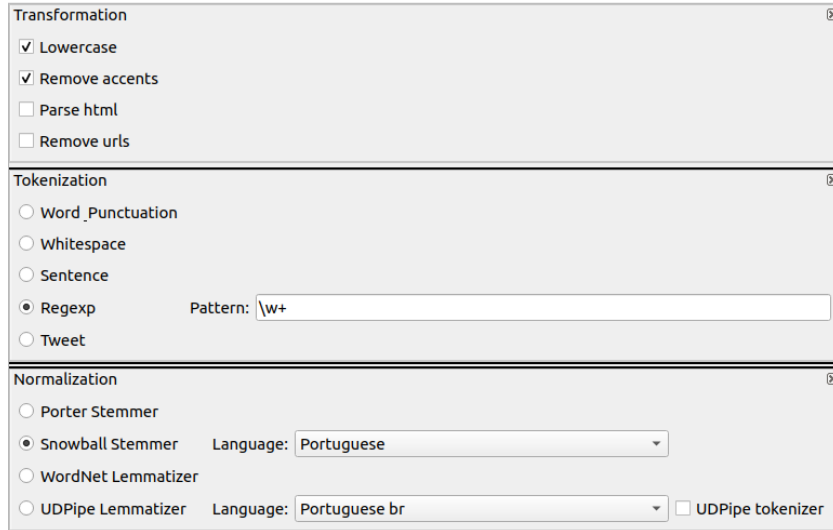 Transformation
Lowercase
Remove accents
Parse html
Remove urls
Tokenization
Word Punctuation
Whitespace
Sentence
Regexp Pattern: \w+
Tweet
Normalization
Porter Stemmer
Snowball Stemmer Language: Portuguese
WordNet Lemmatizer
UDPipe Lemmatizer Language: Portuguese br UDPipe tokenizer